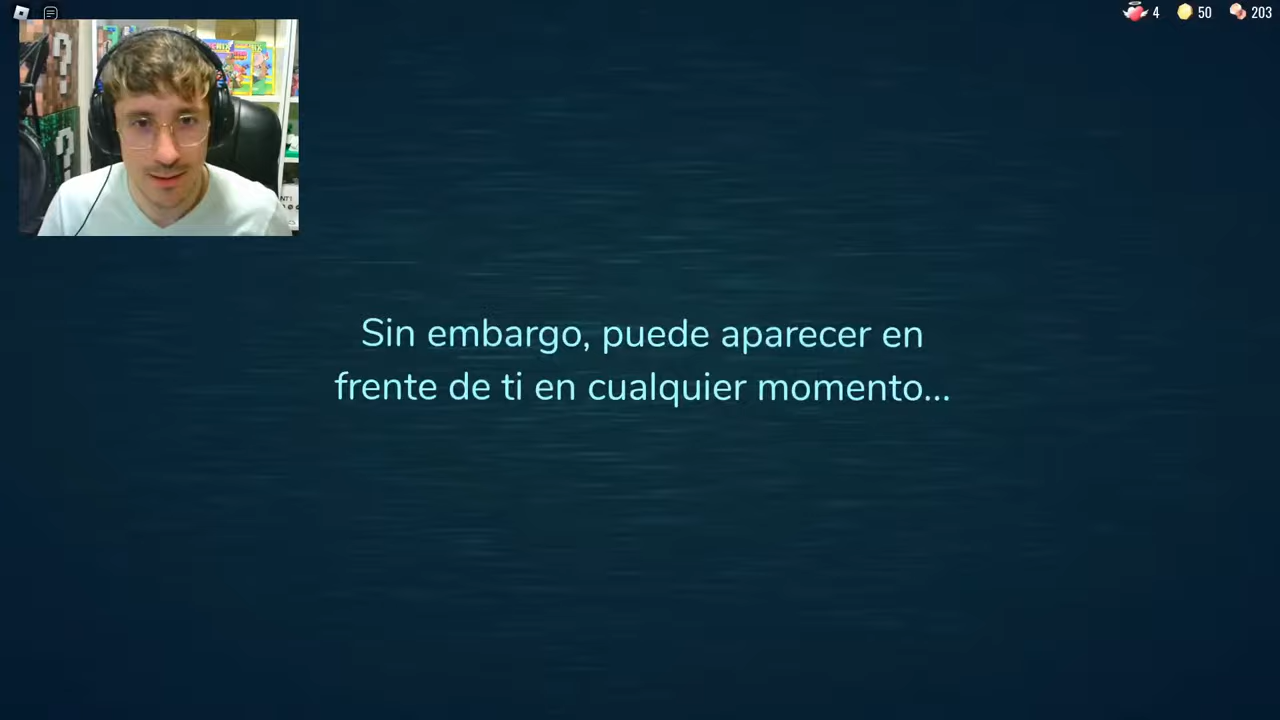 4
50
203
Sin embargo, puede aparecer en
frente de ti en cualquier momento...